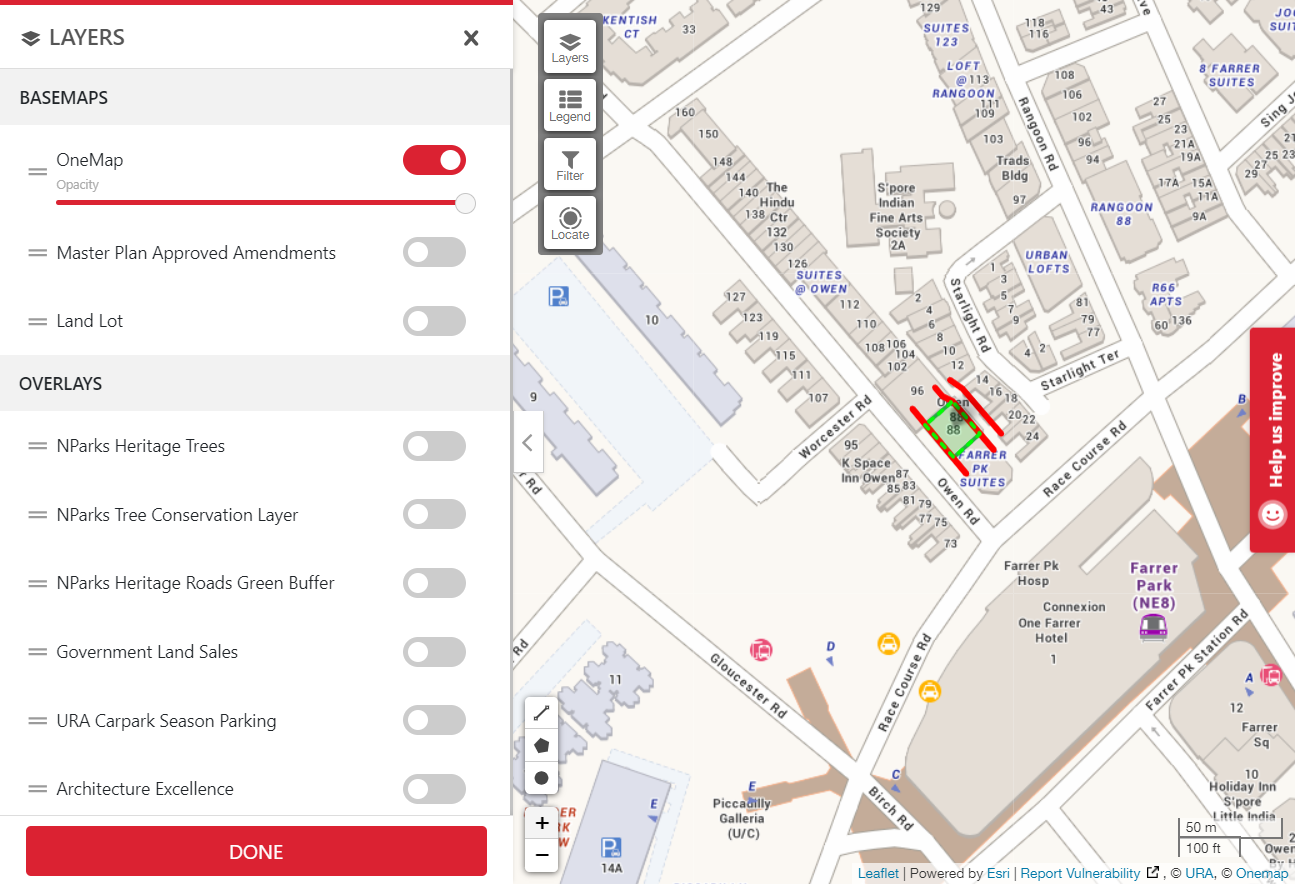 LAYERS
BASEMAPS
OneMap
Opacity
Master Plan Approved Amendments
Land Lot
OVERLAYS
NParks Heritage Trees
NParks Tree Conservation Layer
NParks Heritage Roads Green Buffer
Government Land Sales
URA Carpark Season Parking
Architecture Excellence
DONE
Layers
Legend
Filter
Locate
KENTISH
CT
33
129
SUITES
123
LOFT
@113
RANGOON
111
109
103
Trads
Bldg
97
118
116
43
108
106
102
96
94
Rangoon Rd
8 FARRER
SUITES
27
25
23
21A
19A
17A
15A
11A
9A
25
23
27
29
RANGOON
88
160
150
148
144
140
138
132
130
126
The
Hindu
Ctr
SUITES
@ OWEN
112
110
108
106
104
102
96
S'pore
Indian
Fine Arts
Society
2A
URBAN
LOFTS
1
3
5
7
9
R66
APTS
60
136
81
79
77
4
2
Starlight Rd
Starlight Ter
2
4
6
8
10
12
14
16
18
20
22
24
127
123
119
115
111
107
10
9
Worcester Rd
95
K Space
Inn Owen
87
85
83
81
79
77
75
73
88
88
FARRER
PK
SUITES
Owen Rd
Race Course Rd
Farrer Pk
Hosp
Connexion
One Farrer
Hotel
1
Farrer
Park
(NE8)
Farrer Pk Station Rd
B
A
D
C
E
E
12
Farrer
Sq
10
Holiday Inn
S'pore
Little India
Gloucester Rd
Race Course Rd
Birch Rd
Piccadilly
Galleria
(U/C)
11
14A
Help us improve
+
−
50 m
100 ft
Leaflet | Powered by Esri | Report Vulnerability , © URA, © Onemap